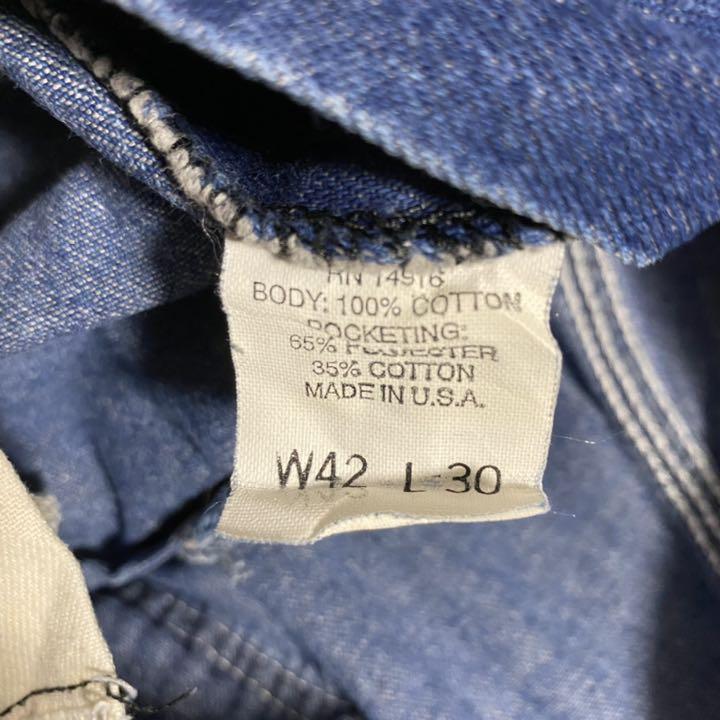 RN 14916
BODY: 100% COTTON
POCKETING:
65% POLYESTER
35% COTTON
MADE IN U.S.A.
W42 L-30